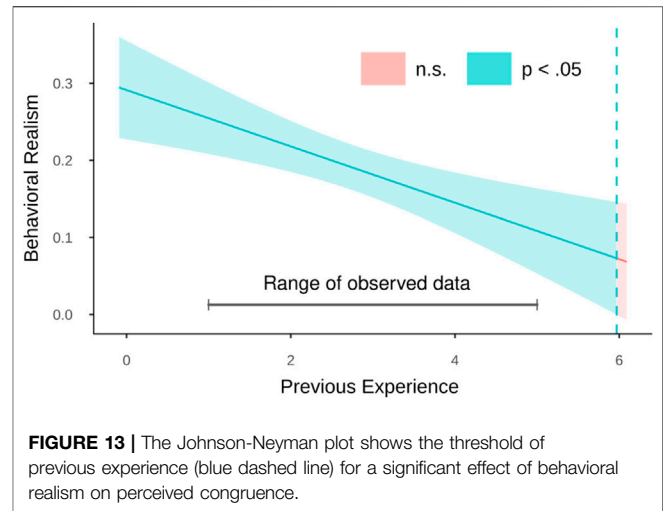 n.s.
p < .05
0.3
0.2
0.1
0.0
Behavioral Realism
Range of observed data
0
2
4
6
Previous Experience
FIGURE 13 | The Johnson-Neyman plot shows the threshold of
previous experience (blue dashed line) for a significant effect of behavioral
realism on perceived congruence.